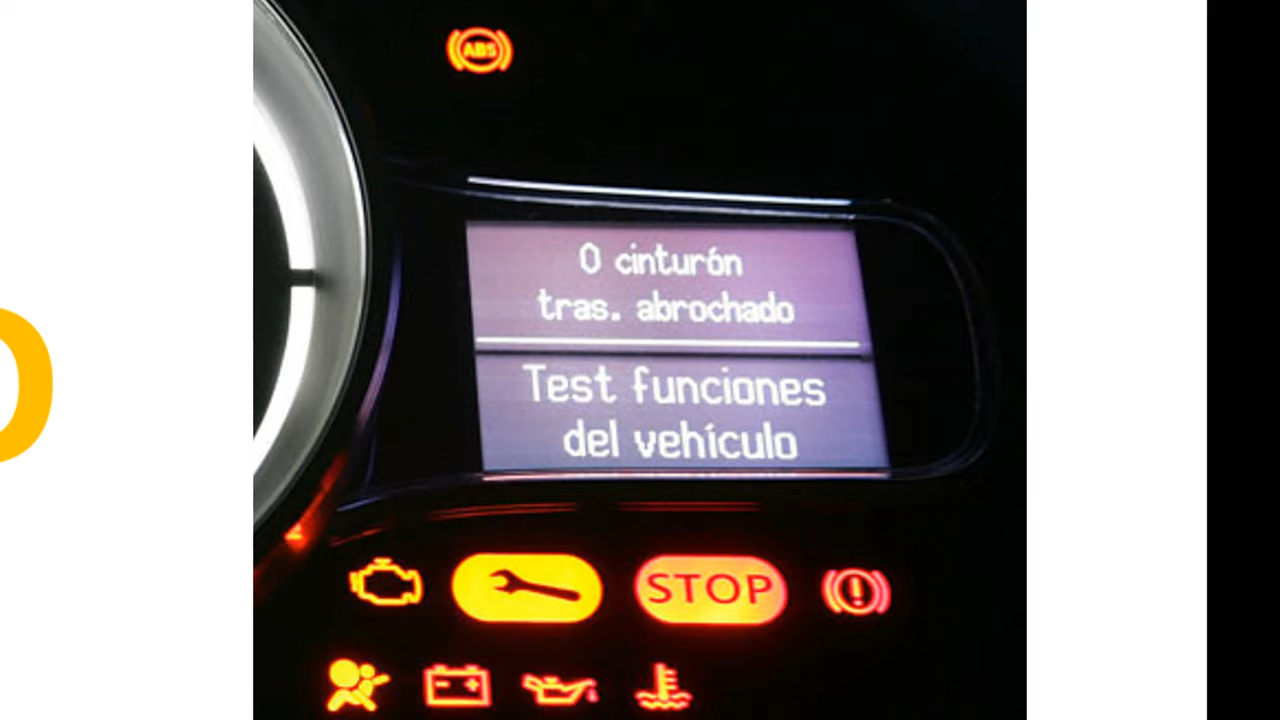 ABS
0 cinturón
tras. abrochado
Test funciones
del vehículo
STOP